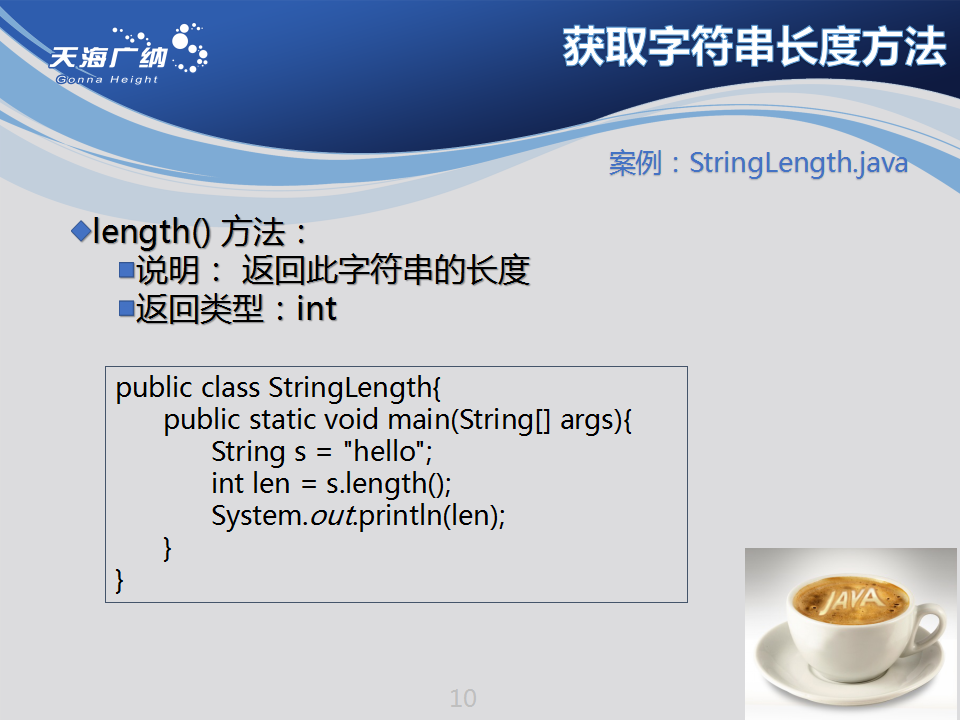 天海广纳
Gonna Height
获取字符串长度方法
案例：StringLength.java
length() 方法：
说明： 返回此字符串的长度
返回类型：int
public class StringLength{
public static void main(String[] args){
String s = "hello";
int len = s.length();
System.out.println(len);
}
}
JAVA
10